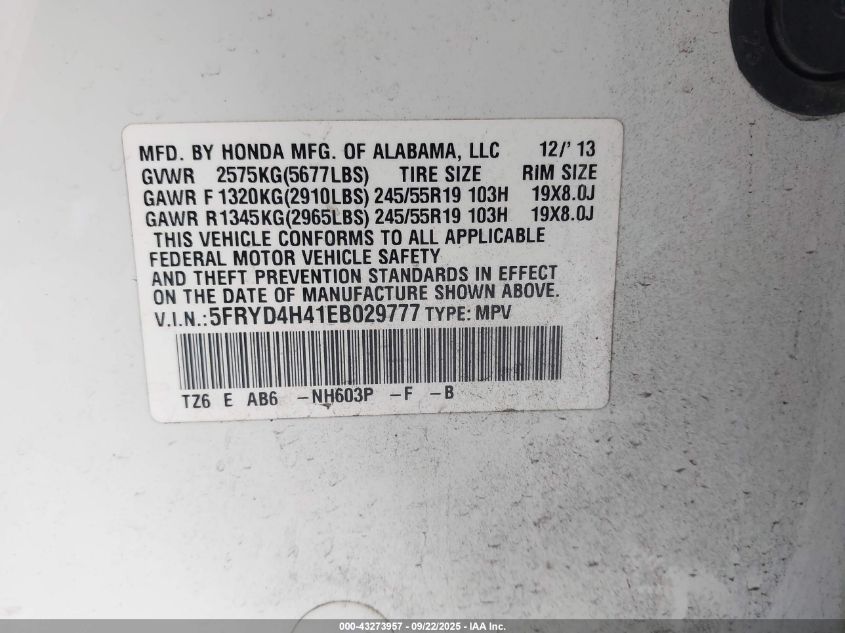 MFD. BY HONDA MFG. OF ALABAMA, LLC 12/' 13
GVWR 2575KG(5677LBS) TIRE SIZE RIM SIZE
GAWR F 1320KG(2910LBS) 245/55R19 103H 19X8.0J
GAWR R1345KG(2965LBS) 245/55R19 103H 19X8.0J
THIS VEHICLE CONFORMS TO ALL APPLICABLE
FEDERAL MOTOR VEHICLE SAFETY
AND THEFT PREVENTION STANDARDS IN EFFECT
ON THE DATE OF MANUFACTURE SHOWN ABOVE.
V.I.N.:5FRYD4H41EB029777 TYPE: MPV
TZ6 E AB6 -NH603P -F -B
000-43273957 - 09/22/2025 - IAA Inc.